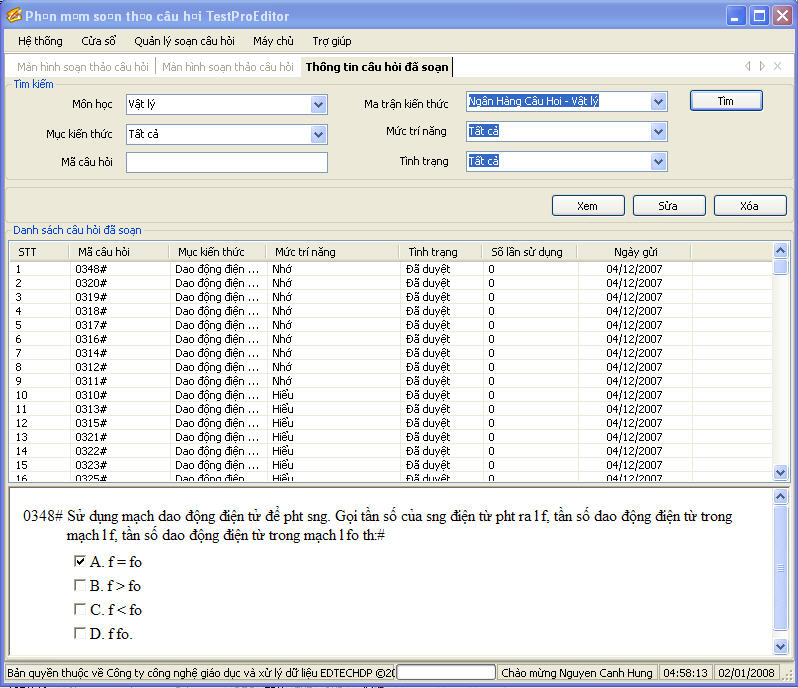 Phần mềm soạn thảo câu hỏi TestProEditor
Hệ thống Cửa sổ Quản lý soạn câu hỏi Máy chủ Trợ giúp
Màn hình soạn thảo câu hỏi Màn hình soạn thảo câu hỏi Thông tin câu hỏi đã soạn
Tìm kiếm
Môn học Vật lý Ma trận kiến thức Ngân Hàng Câu Hoi - Vật lý Tìm
Mục kiến thức Tất cả Mức trí năng Tất cả
Mã câu hỏi Tình trạng Tất cả
Xem Sửa Xóa
Danh sách câu hỏi đã soạn
STT Mã câu hỏi Mục kiến thức Mức trí năng Tình trạng Số lần sử dụng Ngày gửi
1 0348# Dao động điện ... Nhớ Đã duyệt 0 04/12/2007
2 0320# Dao động điện ... Nhớ Đã duyệt 0 04/12/2007
3 0319# Dao động điện ... Nhớ Đã duyệt 0 04/12/2007
4 0318# Dao động điện ... Nhớ Đã duyệt 0 04/12/2007
5 0317# Dao động điện ... Nhớ Đã duyệt 0 04/12/2007
6 0316# Dao động điện ... Nhớ Đã duyệt 0 04/12/2007
7 0314# Dao động điện ... Nhớ Đã duyệt 0 04/12/2007
8 0312# Dao động điện ... Nhớ Đã duyệt 0 04/12/2007
9 0311# Dao động điện ... Nhớ Đã duyệt 0 04/12/2007
10 0310# Dao động điện ... Hiểu Đã duyệt 0 04/12/2007
11 0313# Dao động điện ... Hiểu Đã duyệt 0 04/12/2007
12 0315# Dao động điện ... Hiểu Đã duyệt 0 04/12/2007
13 0321# Dao động điện ... Hiểu Đã duyệt 0 04/12/2007
14 0322# Dao động điện ... Hiểu Đã duyệt 0 04/12/2007
15 0323# Dao động điện ... Hiểu Đã duyệt 0 04/12/2007
16 0325# Dao động điện ... Hiểu Đã duyệt 0 04/12/2007
0348# Sử dụng mạch dao động điện từ để pht sng. Gọi tần số của sng điện từ pht ra l f, tần số dao động điện từ trong
mạch l f, tần số dao động điện từ trong mạch l fo th:#
A. f = fo
B. f > fo
C. f < fo
D. f fo.
Bản quyền thuộc về Công ty công nghệ giáo dục và xử lý dữ liệu EDTECHDP ©20 Chào mừng Nguyen Canh Hung 04:58:13 02/01/2008